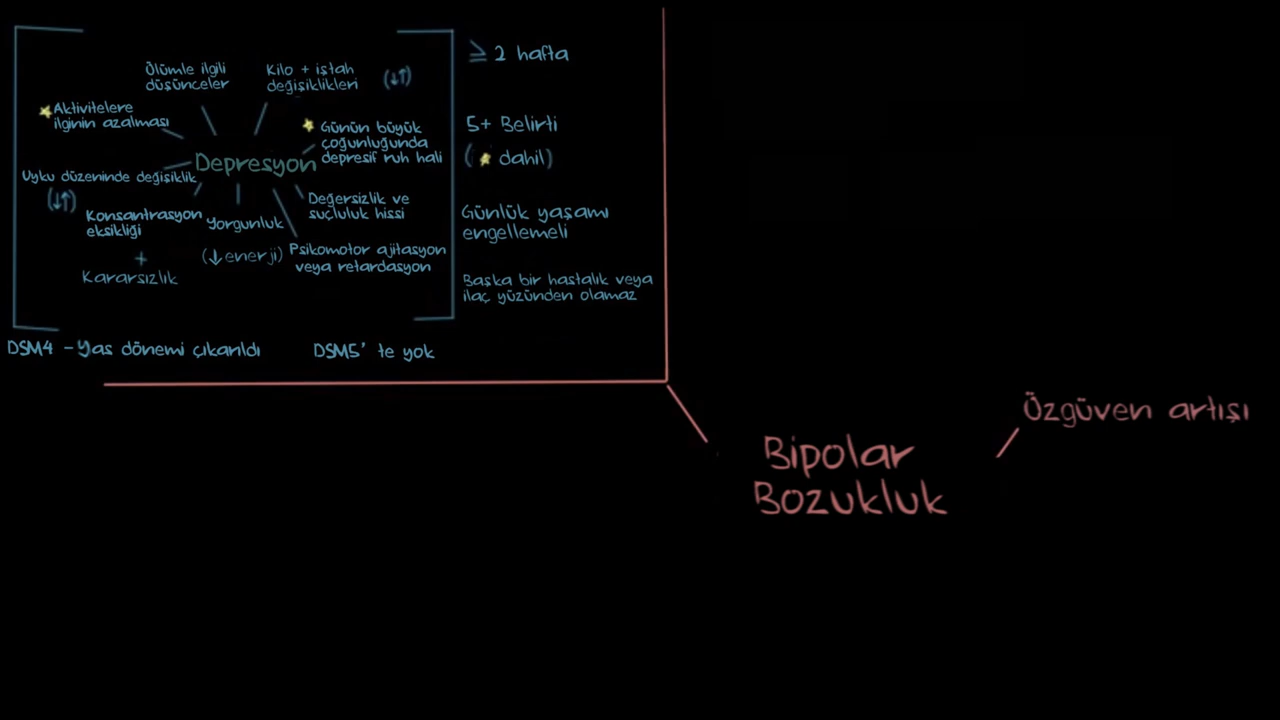 Ölümle ilgili
düşünceler
Kilo + iştah
değişiklikleri
(↓↑)
Aktivitelere
ilginin azalması
Günün büyük
çoğunluğunda
depresif ruh hali
Depresyon
Uyku düzeninde değişiklik
(↓↑)
Konsantrasyon
eksikliği
+
Kararsızlık
Yorgunluk
(↓enerji)
Değersizlik ve
suçluluk hissi
Psikomotor ajitasyon
veya retardasyon
≥ 2 hafta
5+ Belirti
(★ dahil)
Günlük yaşamı
engellemeli
Başka bir hastalık veya
ilaç yüzünden olamaz
DSM4 - Yas dönemi çıkarıldı
DSM5' te yok
Bipolar
Bozukluk
Üzgüven artışı